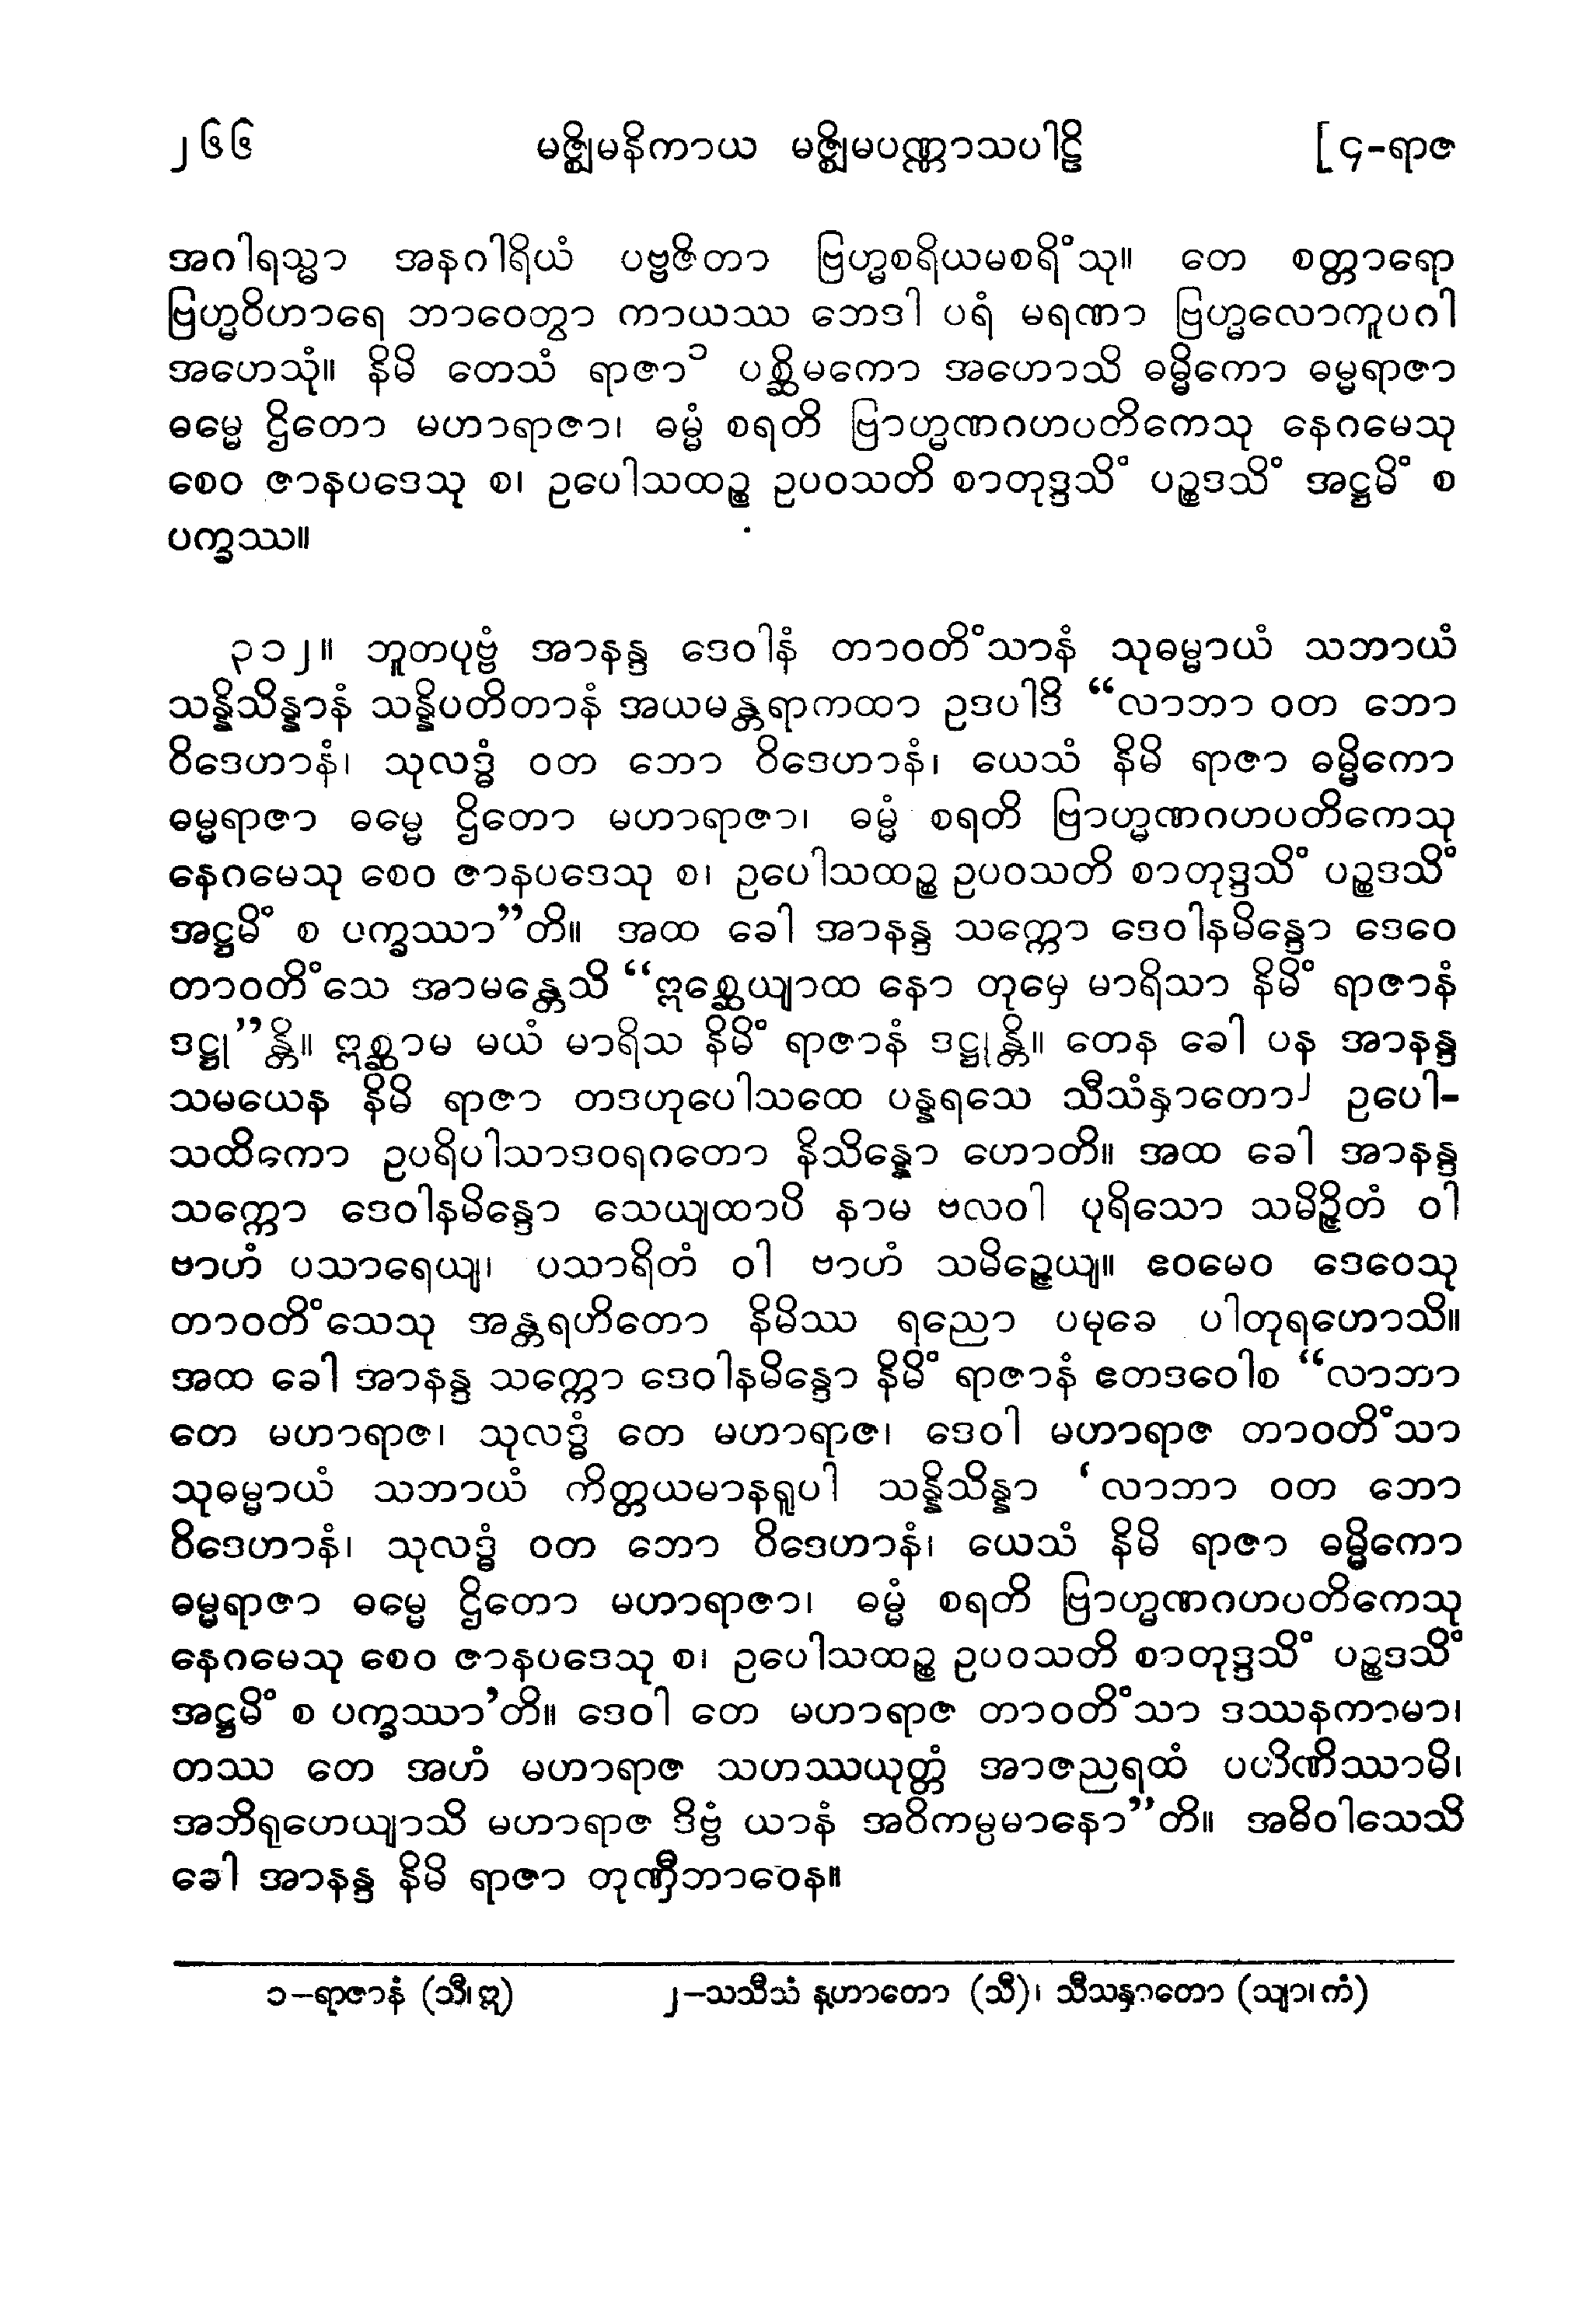 ၂၆၆ မဇ္ဈိမနိကာယ မဇ္ဈိမပဏ္ဏာသပါဠိ [ ၄-ရာဇ
အဂါရသ္မာ အနဂါရိယံ ပဗ္ဗဇိတာ ဗြဟ္မစရိယမစရိံသု။ တေ စတ္တာရော
ဗြဟ္မဝိဟာရေ ဘာဝေတွာ ကာယဿ ဘေဒါ ပရံ မရဏာ ဗြဟ္မလောကူပဂါ
အဟေသုံ။ နိမိ တေသံ ရာဇာ၁ ပစ္ဆိမကော အဟောသိ ဓမ္မိကော ဓမ္မရာဇာ
ဓမ္မေ ဌိတော မဟာရာဇာ၊ ဓမ္မံ စရတိ ဗြာဟ္မဏဂဟပတိကေသု နေဂမေသု
စေဝ ဇာနပဒေသု စ၊ ဥပေါသထဉ္စ ဥပဝသတိ စာတုဒ္ဒသိံ ပဉ္စဒသိံ အဋ္ဌမိံ စ
ပက္ခဿ။
၃၁၂။ ဘူတပုဗ္ဗံ အာနန္ဒ ဒေဝါနံ တာဝတိံသာနံ သုဓမ္မာယံ သဘာယံ
သန္နိသိန္နာနံ သန္နိပတိတာနံ အယမန္တရာကထာ ဥဒပါဒိ “လာဘာ ဝတ ဘော
ဝိဒေဟာနံ၊ သုလဒ္ဓံ ဝတ ဘော ဝိဒေဟာနံ၊ ယေသံ နိမိ ရာဇာ ဓမ္မိကော
ဓမ္မရာဇာ ဓမ္မေ ဌိတော မဟာရာဇာ၊ ဓမ္မံ စရတိ ဗြာဟ္မဏဂဟပတိကေသု
နေဂမေသု စေဝ ဇာနပဒေသု စ၊ ဥပေါသထဉ္စ ဥပဝသတိ စာတုဒ္ဒသိံ ပဉ္စဒသိံ
အဋ္ဌမိံ စ ပက္ခဿာ”တိ။ အထ ခေါ အာနန္ဒ သက္ကော ဒေဝါနမိန္ဒော ဒေဝေ
တာဝတိံသေ အာမန္တေသိ “ဣစ္ဆေယျာထ နော တုမှေ မာရိသာ နိမိံ ရာဇာနံ
ဒဋ္ဌု”န္တိ။ ဣစ္ဆာမ မယံ မာရိသ နိမိံ ရာဇာနံ ဒဋ္ဌုန္တိ။ တေန ခေါ ပန အာနန္ဒ
သမယေန နိမိ ရာဇာ တဒဟုပေါသထေ ပန္နရသေ သီသံနှာတော၂ ဥပေါ-
သထိကော ဥပရိပါသာဒဝရဂတော နိသိန္နော ဟောတိ။ အထ ခေါ အာနန္ဒ
သက္ကော ဒေဝါနမိန္ဒော သေယျထာပိ နာမ ဗလဝါ ပုရိသော သမိဉ္ဇိတံ ဝါ
ဗာဟံ ပသာရေယျ၊ ပသာရိတံ ဝါ ဗာဟံ သမိဉ္ဇေယျ။ ဧဝမေဝ ဒေဝေသု
တာဝတိံသေသု အန္တရဟိတော နိမိဿ ရညော ပမုခေ ပါတုရဟောသိ။
အထ ခေါ အာနန္ဒ သက္ကော ဒေဝါနမိန္ဒော နိမိံ ရာဇာနံ ဧတဒဝေါစ “လာဘာ
တေ မဟာရာဇ၊ သုလဒ္ဓံ တေ မဟာရာဇ၊ ဒေဝါ မဟာရာဇ တာဝတိံသာ
သုဓမ္မာယံ သဘာယံ ကိတ္တယမာနရူပါ သန္နိသိန္နာ ‘လာဘာ ဝတ ဘော
ဝိဒေဟာနံ၊ သုလဒ္ဓံ ဝတ ဘော ဝိဒေဟာနံ၊ ယေသံ နိမိ ရာဇာ ဓမ္မိကော
ဓမ္မရာဇာ ဓမ္မေ ဌိတော မဟာရာဇာ၊ ဓမ္မံ စရတိ ဗြာဟ္မဏဂဟပတိကေသု
နေဂမေသု စေဝ ဇာနပဒေသု စ၊ ဥပေါသထဉ္စ ဥပဝသတိ စာတုဒ္ဒသိံ ပဉ္စဒသိံ
အဋ္ဌမိံ စ ပက္ခဿာ’တိ။ ဒေဝါ တေ မဟာရာဇ တာဝတိံသာ ဒဿနကာမာ၊
တဿ တေ အဟံ မဟာရာဇ သဟဿယုတ္တံ အာဇညရထံ ပဟိဏိဿာမိ၊
အဘိရုဟေယျာသိ မဟာရာဇ ဒိဗ္ဗံ ယာနံ အဝိကမ္ပမာနော”တိ။ အဓိဝါသေသိ
ခေါ အာနန္ဒ နိမိ ရာဇာ တုဏှီဘာဝေန။
၁-ရာဇာနံ (သီ၊ဣ) ၂-သသီသံ နှဟာတော (သီ)၊ သီသနှာတော (သျာ၊ကံ)